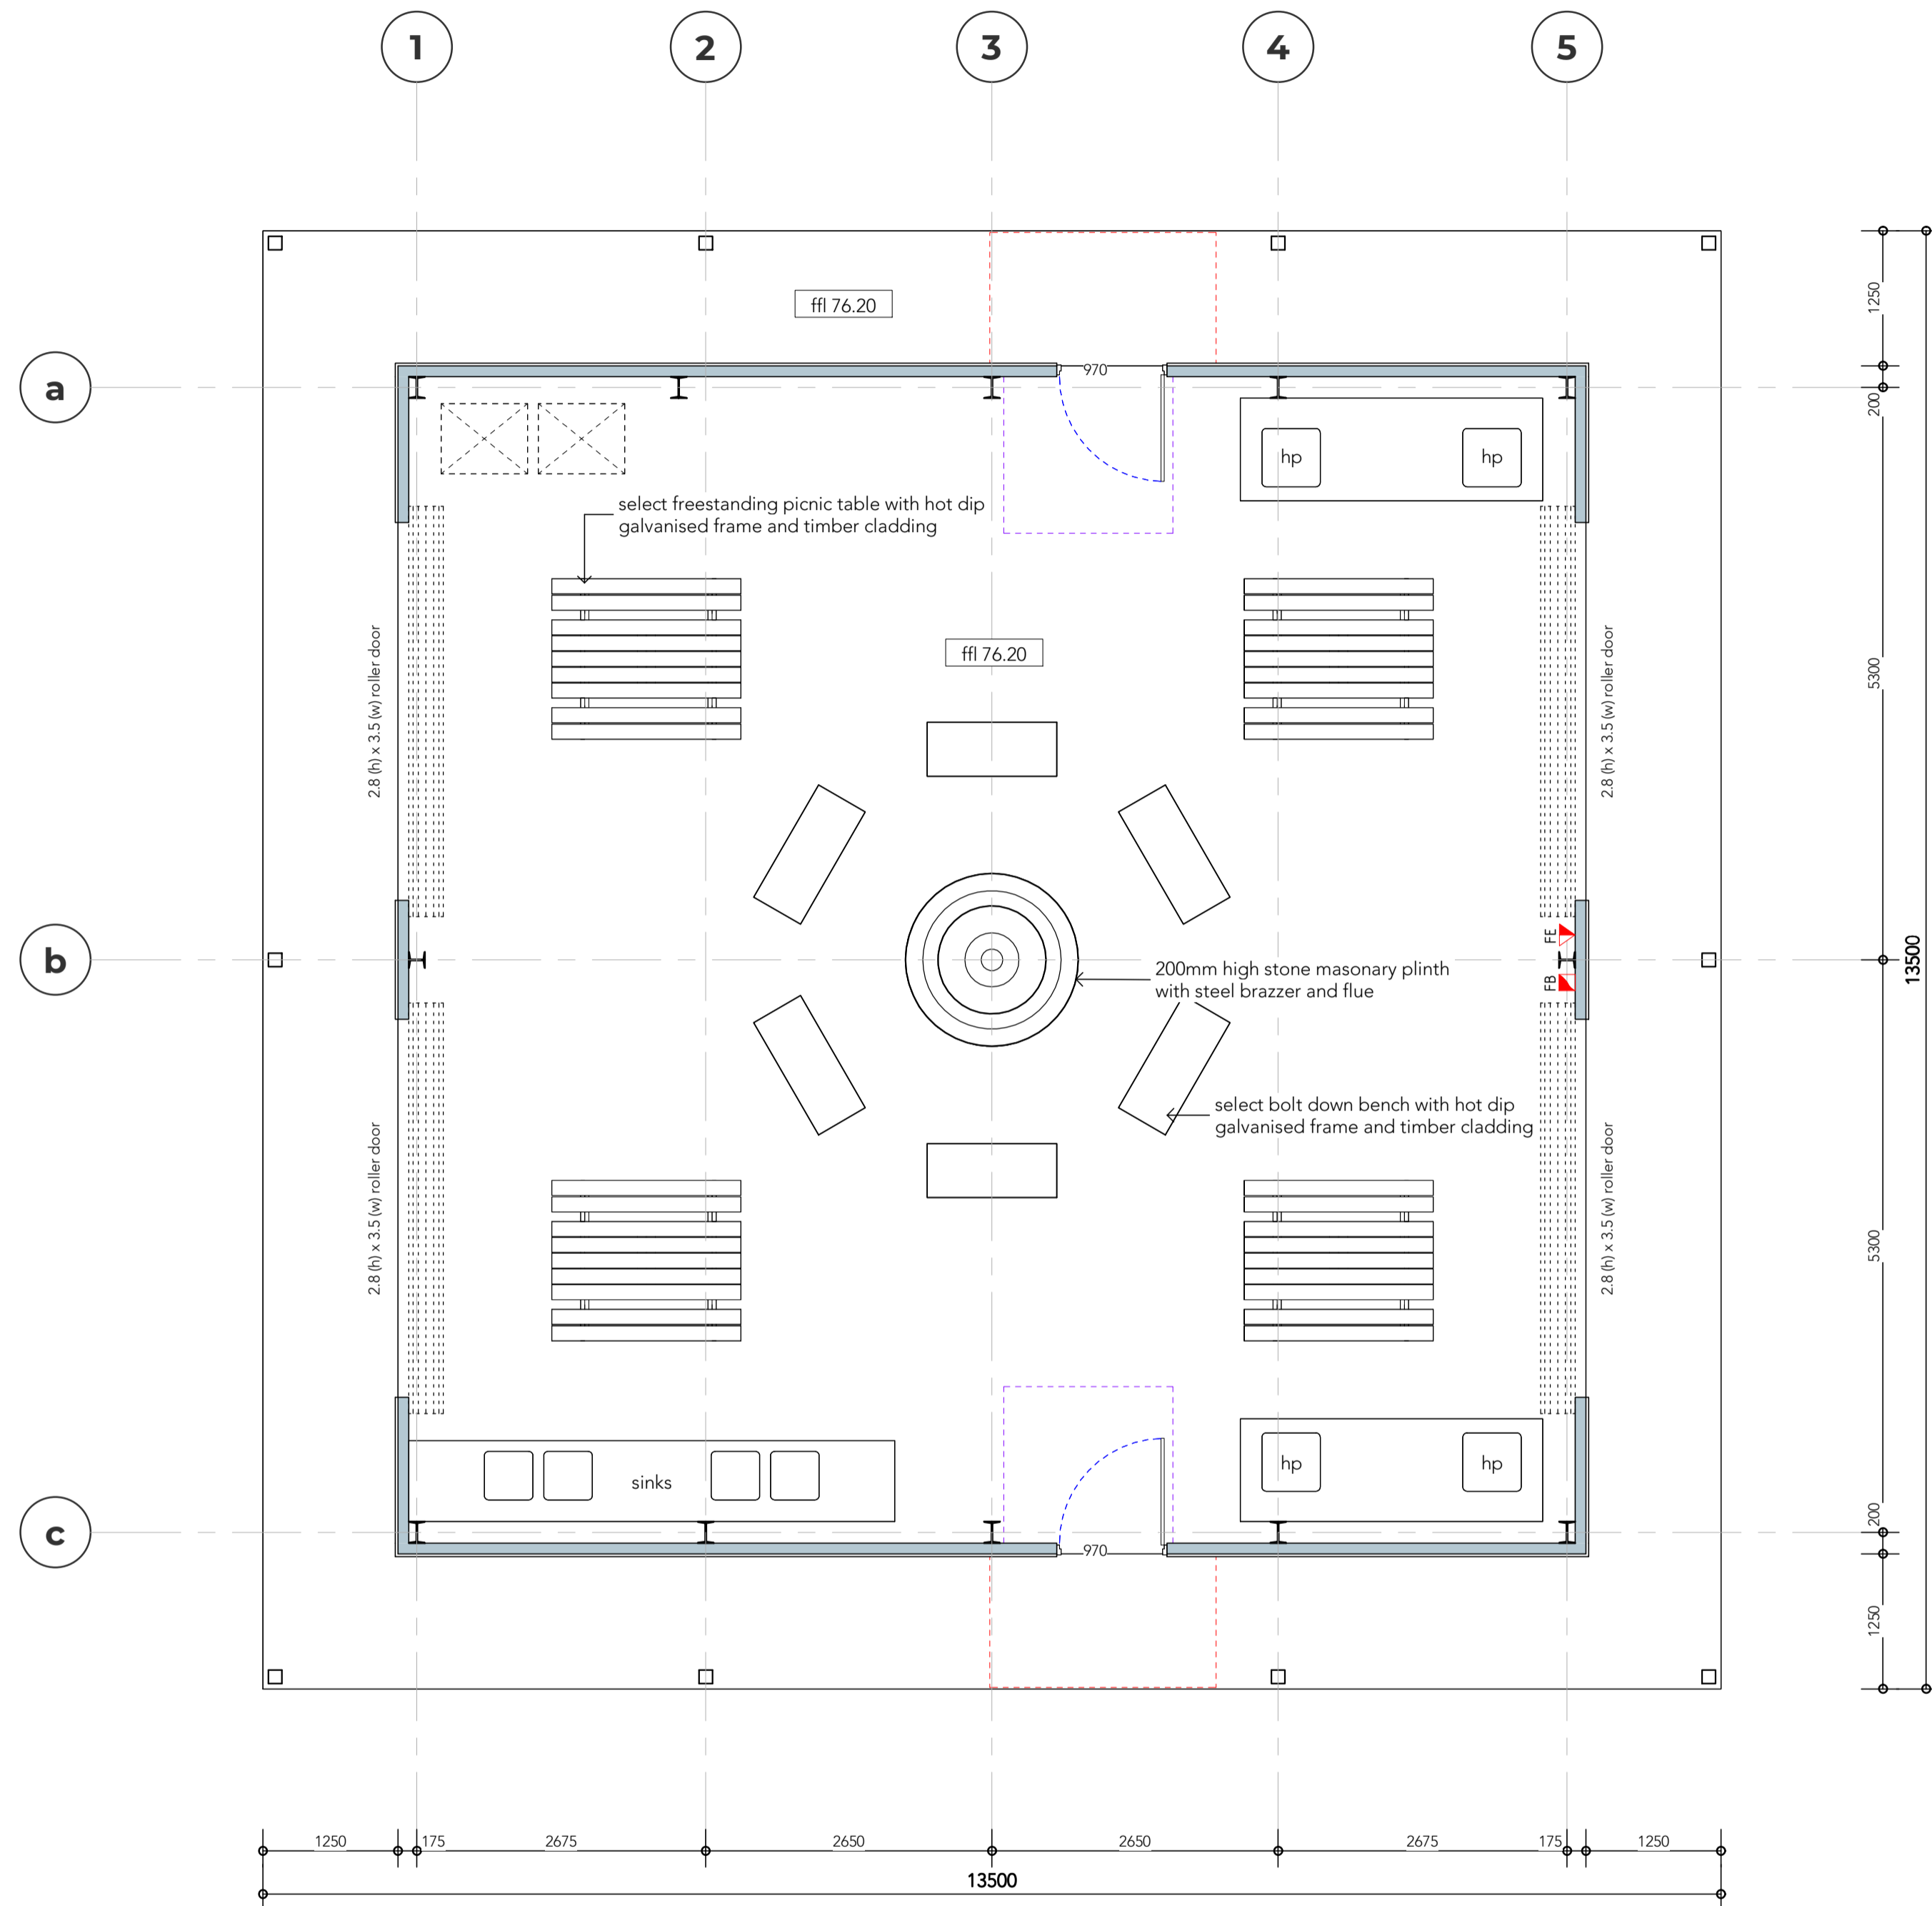 1 2 3 4 5
ffl 76.20
a
970
hp hp
select freestanding picnic table with hot dip
galvanised frame and timber cladding
2.8 (h) x 3.5 (w) roller door
ffl 76.20
2.8 (h) x 3.5 (w) roller door
b
FE
FB
200mm high stone masonary plinth
with steel brazzer and flue
select bolt down bench with hot dip
galvanised frame and timber cladding
2.8 (h) x 3.5 (w) roller door
2.8 (h) x 3.5 (w) roller door
sinks
hp hp
c
970
1250
200
5300
5300
200
1250
13500
1250 175 2675 2650 2650 2675 175 1250
13500